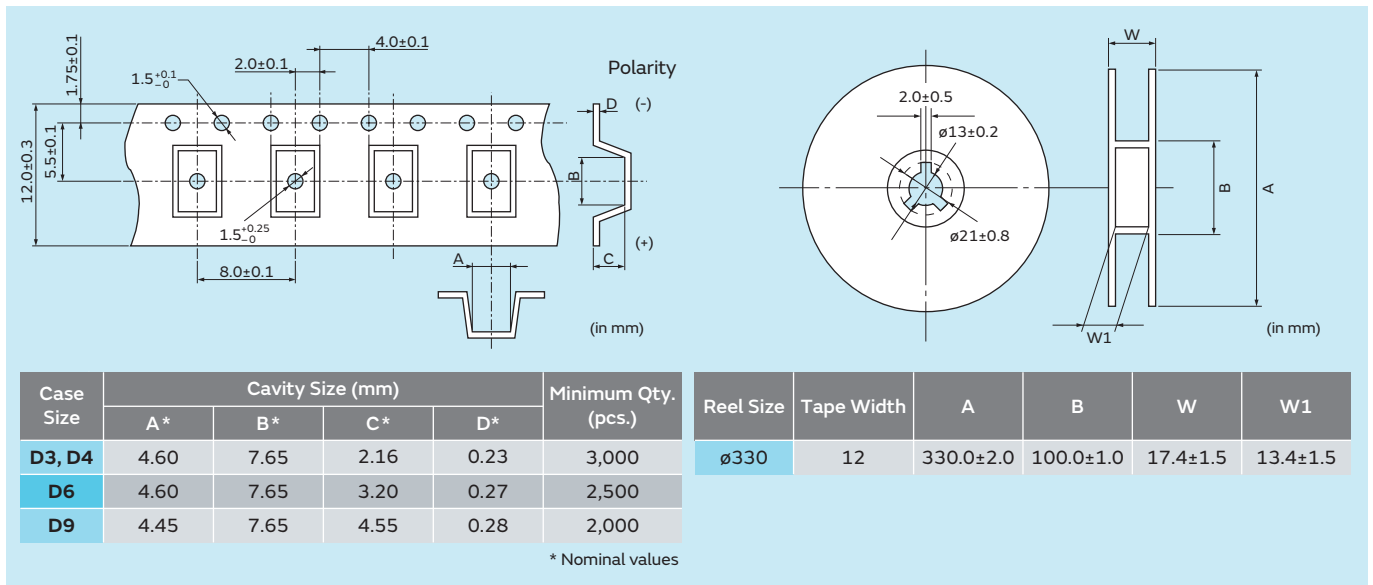 1.75±0.1
12.0±0.3
5.5±0.1
1.5 +0.1 −0
2.0±0.1
4.0±0.1
1.5 +0.25 −0
8.0±0.1
Polarity
D
(-)
B
(+)
C
A
(in mm)
2.0±0.5
ø13±0.2
ø21±0.8
W
B
A
W1
(in mm)
Case Size
Cavity Size (mm)
Minimum Qty. (pcs.)
A* B* C* D*
D3, D4 4.60 7.65 2.16 0.23 3,000
D6 4.60 7.65 3.20 0.27 2,500
D9 4.45 7.65 4.55 0.28 2,000
* Nominal values
Reel Size Tape Width A B W W1
ø330 12 330.0±2.0 100.0±1.0 17.4±1.5 13.4±1.5